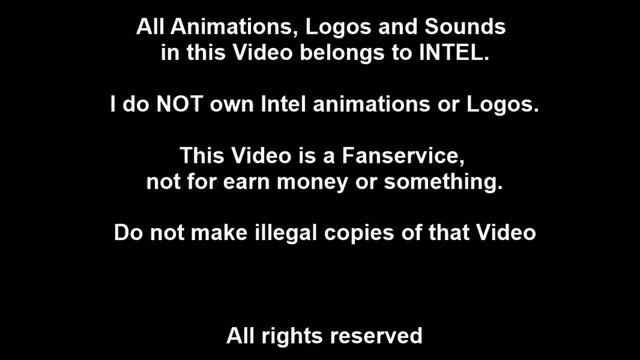 All Animations, Logos and Sounds
in this Video belongs to INTEL.
I do NOT own Intel animations or Logos.
This Video is a Fanservice,
not for earn money or something.
Do not make illegal copies of that Video
All rights reserved